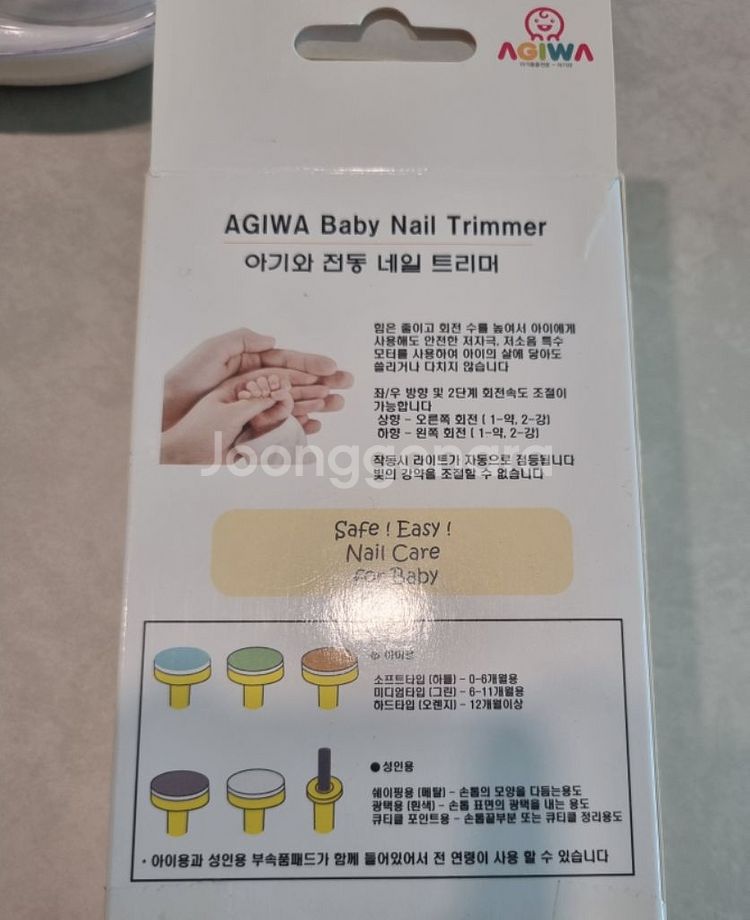 AGIWA
AGIWA Baby Nail Trimmer
아기와 전동 네일 트리머
힘은 줄이고 회전 수를 높여서 아이에게
사용해도 안전한 저자극, 저소음 특수
모터를 사용하여 아이의 살에 닿아도
쓸리거나 다치지 않습니다
좌/우 방향 및 2단계 회전속도 조절이
가능합니다
상향 - 오른쪽 회전 ( 1-약, 2-강)
하향 - 왼쪽 회전 ( 1-약, 2-강)
작동시 라이트가 자동으로 점등됩니다
빛의 강약을 조절할 수 없습니다
Joonggonara
Safe ! Easy !
Nail Care
for Baby
소프트타입 (하늘) - 0-6개월용
미디엄타입 (그린) - 6-11개월용
하드타입 (오렌지) - 12개월이상
●성인용
쉐이핑용 (메탈) - 손톱의 모양을 다듬는용도
광택용 (흰색) - 손톱 표면의 광택을 내는 용도
큐티클 포인트용 - 손톱끝부분 또는 큐티클 정리용도
· 아이용과 성인용 부속품패드가 함께 들어있어서 전 연령이 사용 할 수 있습니다